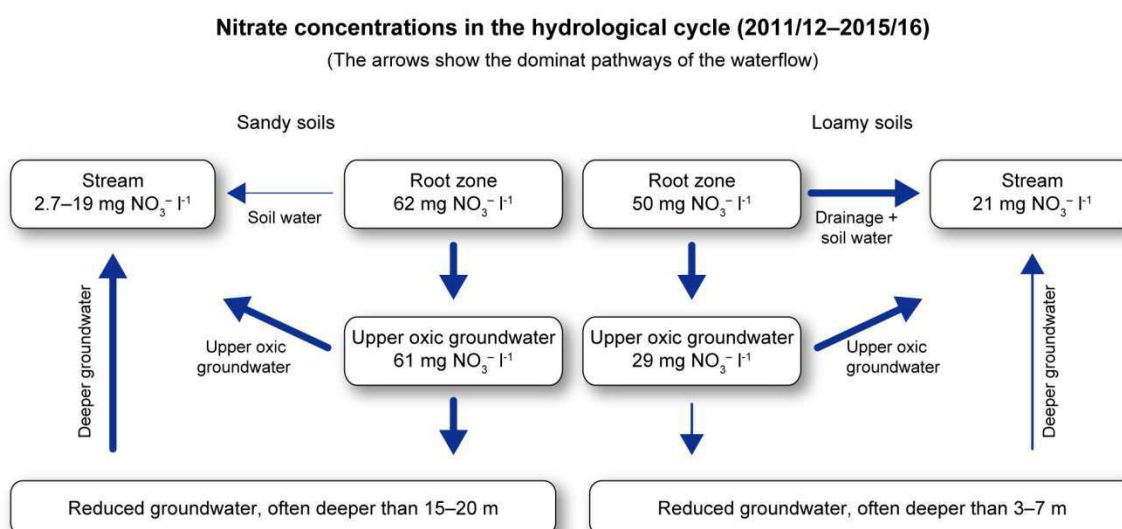 Nitrate concentrations in the hydrological cycle (2011/12–2015/16)
(The arrows show the dominat pathways of the waterflow)
Sandy soils
Loamy soils
Stream
2.7–19 mg NO₃⁻ l⁻¹
Soil water
Root zone
62 mg NO₃⁻ l⁻¹
Root zone
50 mg NO₃⁻ l⁻¹
Drainage +
soil water
Stream
21 mg NO₃⁻ l⁻¹
Deeper groundwater
Upper oxic
groundwater
Upper oxic groundwater
61 mg NO₃⁻ l⁻¹
Upper oxic groundwater
29 mg NO₃⁻ l⁻¹
Upper oxic
groundwater
Deeper groundwater
Reduced groundwater, often deeper than 15–20 m
Reduced groundwater, often deeper than 3–7 m